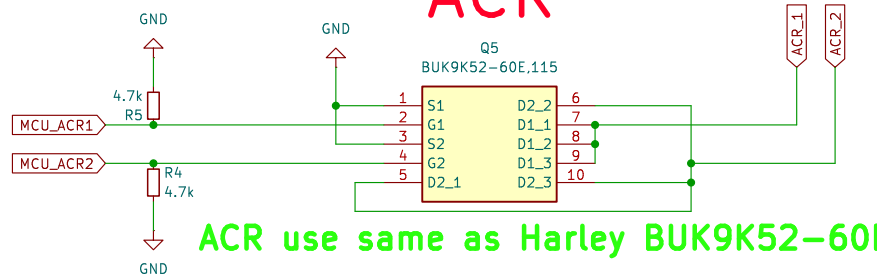 ACR
GND
GND
Q5
BUK9K52-60E,115
ACR_1
ACR_2
4.7k
R5
MCU_ACR1
MCU_ACR2
R4
4.7k
GND
1 S1
2 G1
3 S2
4 G2
5 D2_1
D2_2 6
D1_1 7
D1_2 8
D1_3 9
D2_3 10
ACR use same as Harley BUK9K52-60